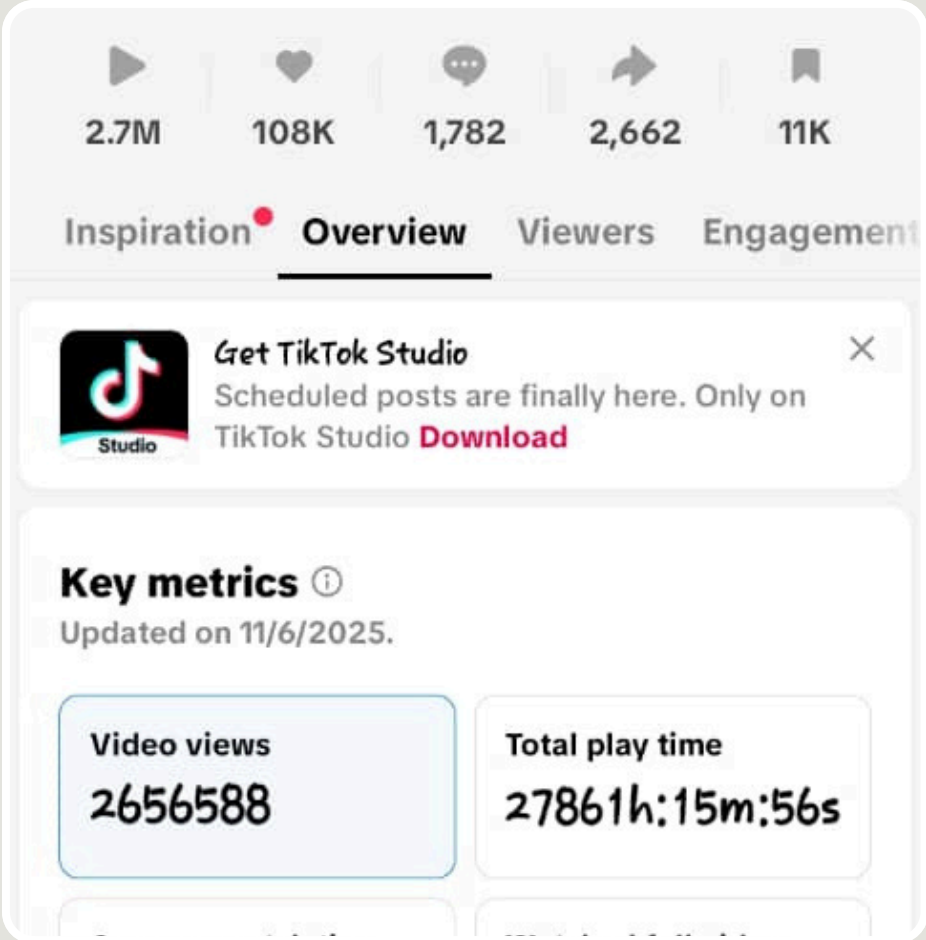 2.7M 108K 1,782 2,662 11K
Inspiration Overview Viewers Engagement
Get TikTok Studio
Scheduled posts are finally here. Only on
TikTok Studio Download
Studio
Key metrics
Updated on 11/6/2025.
Video views
2656588
Total play time
27861h:15m:56s